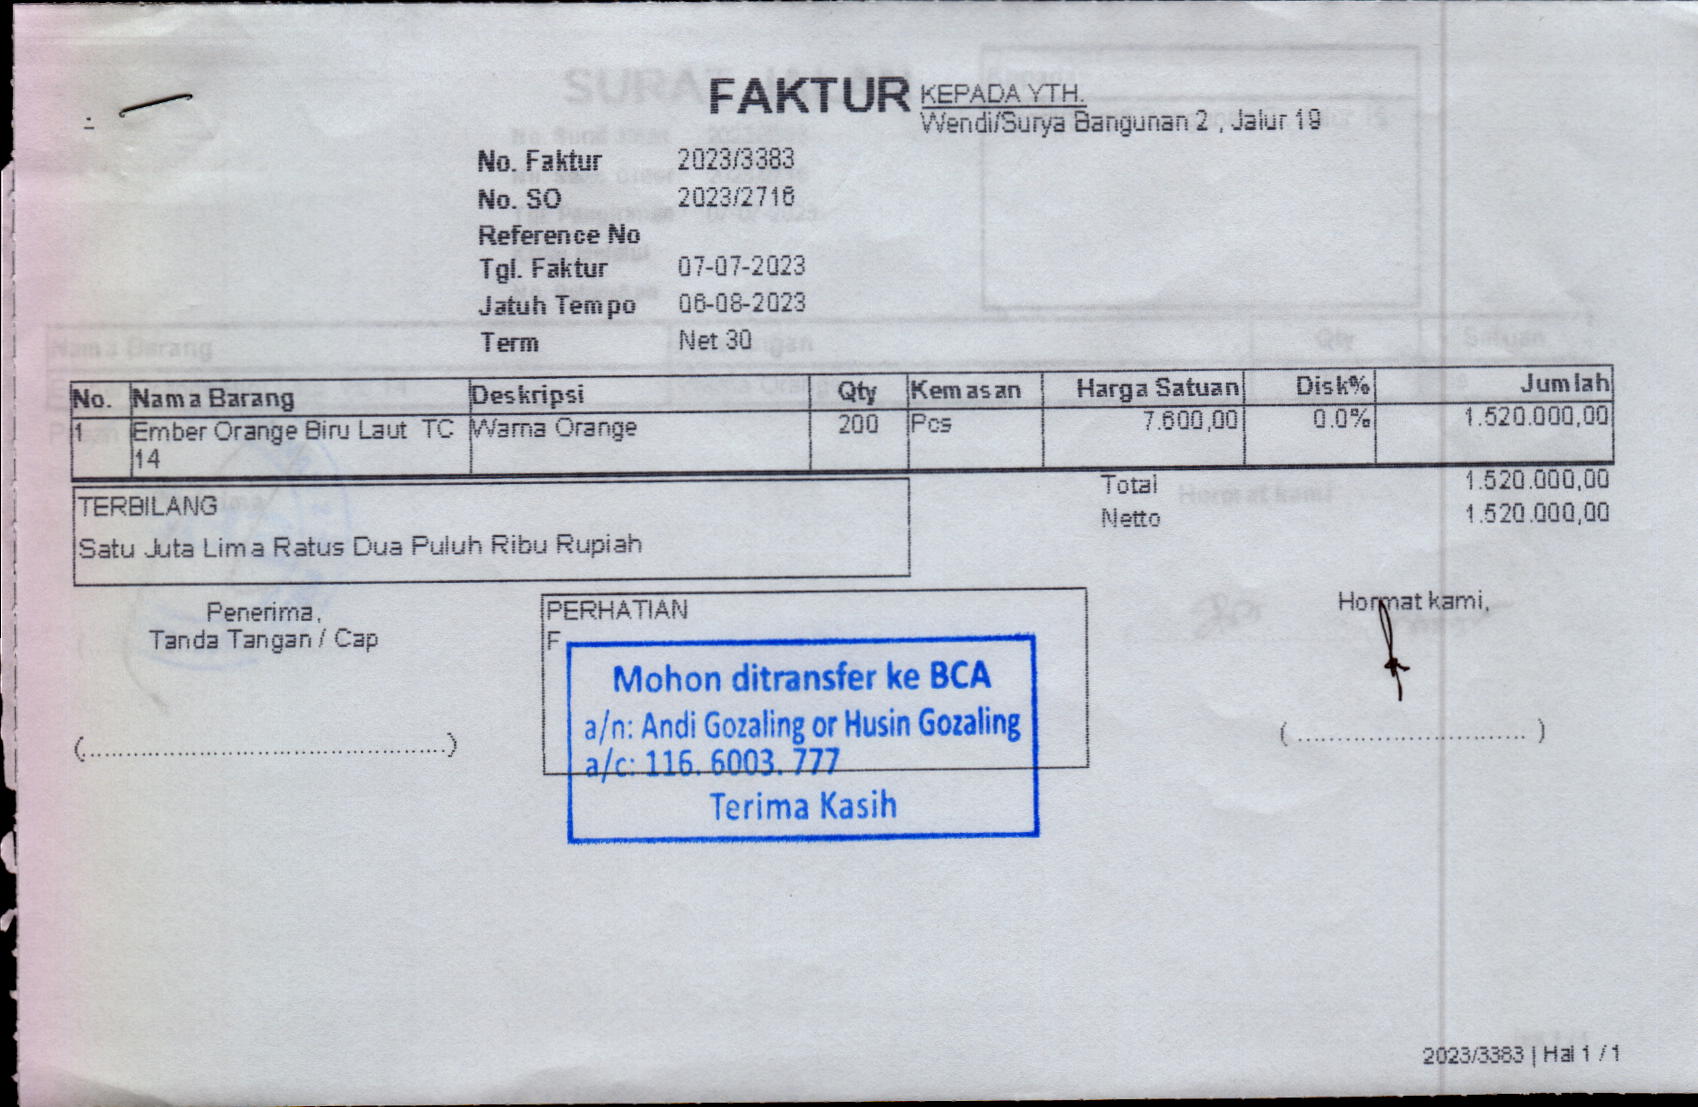 FAKTUR
KEPADA YTH.
Wendi/Surya Bangunan 2 , Jalur 19
No. Faktur 2023/3383
No. SO 2023/2716
Reference No
Tgl. Faktur 07-07-2023
Jatuh Tempo 06-08-2023
Term Net 30
No. Nama Barang Deskripsi Qty Kemasan Harga Satuan Disk% Jumlah
1 Ember Orange Biru Laut TC Warna Orange 200 Pcs 7.600,00 0.0% 1.520.000,00
14
Total 1.520.000,00
Netto 1.520.000,00
TERBILANG
Satu Juta Lima Ratus Dua Puluh Ribu Rupiah
Penerima,
Tanda Tangan / Cap
(................................................)
PERHATIAN
F
Mohon ditransfer ke BCA
a/n: Andi Gozaling or Husin Gozaling
a/c: 116. 6003. 777
Terima Kasih
Hormat kami,
(.............................. )
2023/3383 | Hal 1 / 1